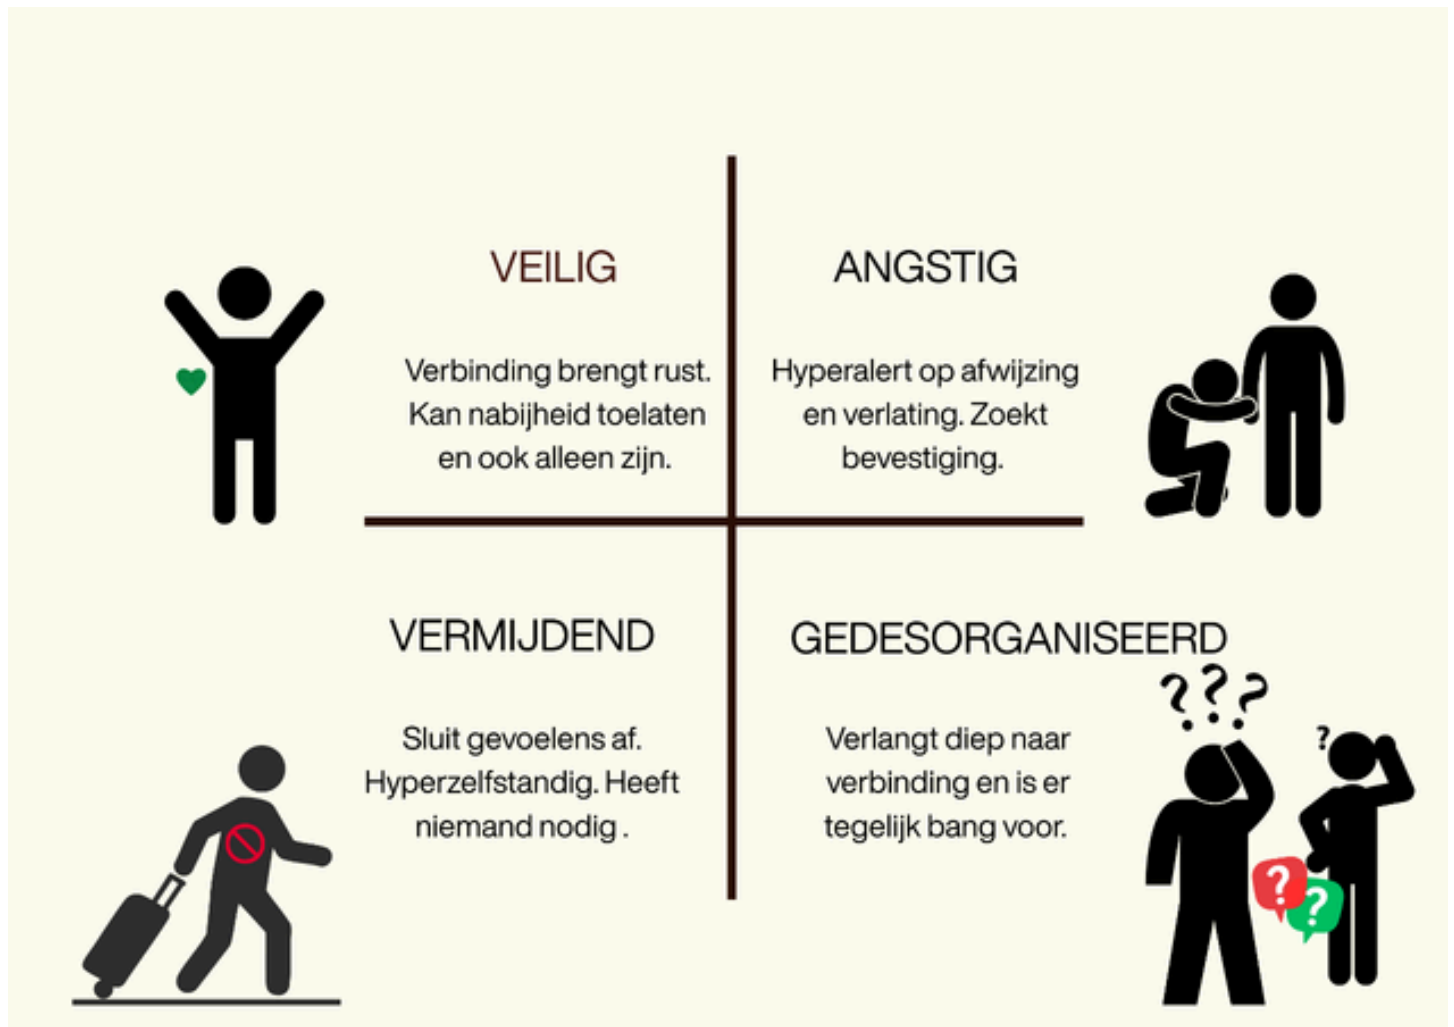 VEILIG
Verbinding brengt rust.
Kan nabijheid toelaten
en ook alleen zijn.
ANGSTIG
Hyperalert op afwijzing
en verlating. Zoekt
bevestiging.
VERMIJDEND
Sluit gevoelens af.
Hyperzelfstandig. Heeft
niemand nodig .
GEDESORGANISEERD
Verlangt diep naar
verbinding en is er
tegelijk bang voor.
???
?
?
?